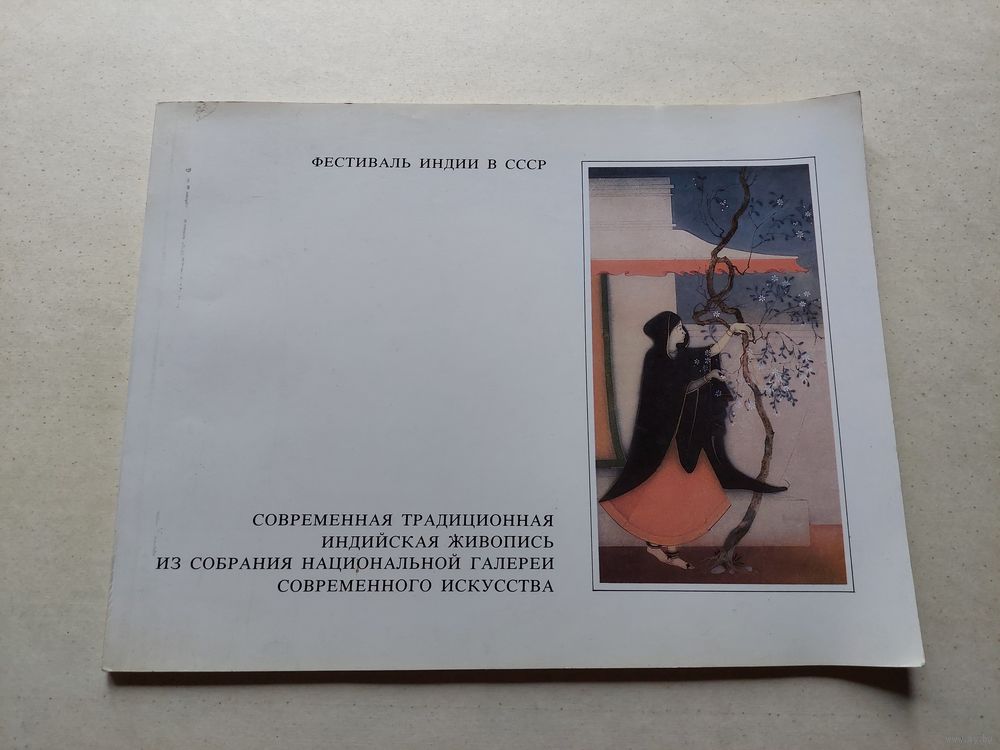 ФЕСТИВАЛЬ ИНДИИ В СССР
СОВРЕМЕННАЯ ТРАДИЦИОННАЯ
ИНДИЙСКАЯ ЖИВОПИСЬ
ИЗ СОБРАНИЯ НАЦИОНАЛЬНОЙ ГАЛЕРЕИ
СОВРЕМЕННОГО ИСКУССТВА